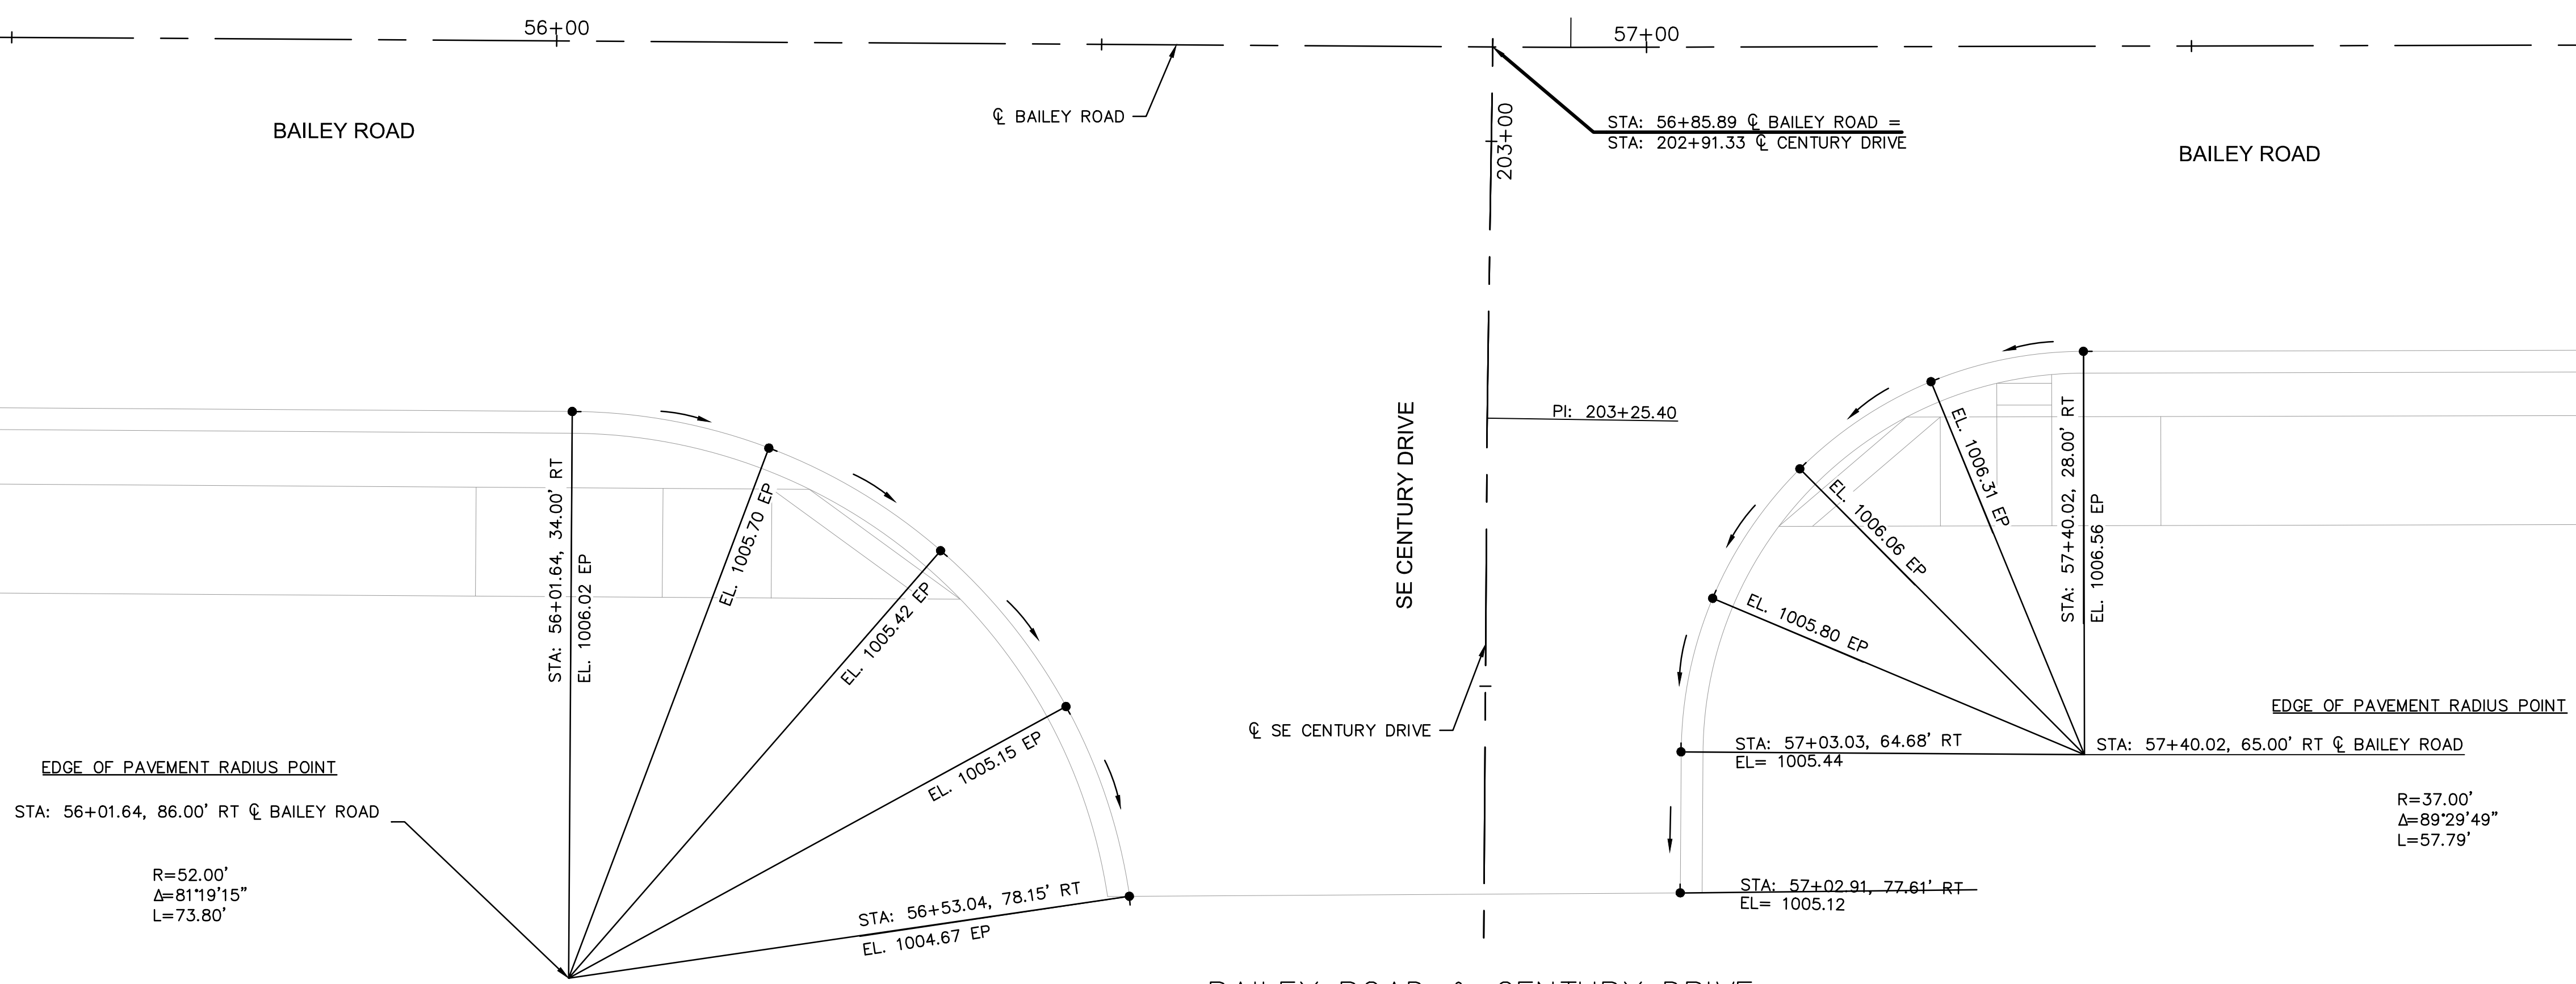 56+00
57+00
℄ BAILEY ROAD
BAILEY ROAD
203+00
STA: 56+85.89 ℄ BAILEY ROAD =
STA: 202+91.33 ℄ CENTURY DRIVE
BAILEY ROAD
SE CENTURY DRIVE
PI: 203+25.40
℄ SE CENTURY DRIVE
STA: 56+01.64, 34.00' RT
EL. 1006.02 EP
EL. 1005.70 EP
EL. 1005.42 EP
EL. 1005.15 EP
STA: 56+53.04, 78.15' RT
EL. 1004.67 EP
EDGE OF PAVEMENT RADIUS POINT
STA: 56+01.64, 86.00' RT ℄ BAILEY ROAD
R=52.00'
Δ=81°19'15"
L=73.80'
EL. 1006.31 EP
EL. 1006.06 EP
EL. 1005.80 EP
STA: 57+40.02, 28.00' RT
EL. 1006.56 EP
STA: 57+03.03, 64.68' RT
EL= 1005.44
STA: 57+02.91, 77.61' RT
EL= 1005.12
EDGE OF PAVEMENT RADIUS POINT
STA: 57+40.02, 65.00' RT ℄ BAILEY ROAD
R=37.00'
Δ=89°29'49"
L=57.79'
BAILEY ROAD & CENTURY DRIVE